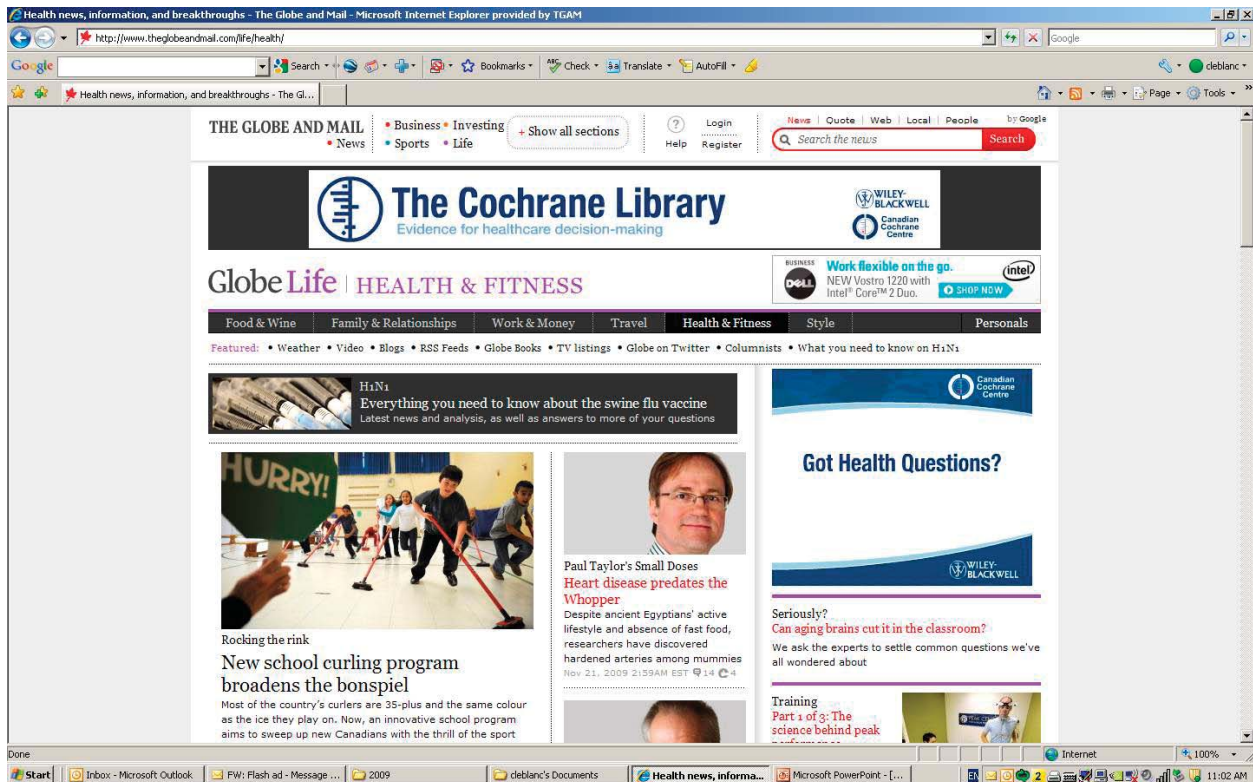 Health news, information, and breakthroughs - The Globe and Mail - Microsoft Internet Explorer provided by TGAM
http://www.theglobeandmail.com/life/health/
Google
Google
Search
Bookmarks
Check
Translate
AutoFill
cleblanc
Health news, information, and breakthroughs - The Gl...
Page
Tools
THE GLOBE AND MAIL
• Business • Investing
• News • Sports • Life
+ Show all sections
?
Help
Login
Register
News | Quote | Web | Local | People by Google
Search the news
Search
The Cochrane Library
Evidence for healthcare decision-making
WILEY-
BLACKWELL
Canadian
Cochrane
Centre
Globe Life | HEALTH & FITNESS
BUSINESS
DELL
Work flexible on the go.
NEW Vostro 1220 with
Intel® Core™ 2 Duo.
intel
SHOP NOW
Food & Wine
Family & Relationships
Work & Money
Travel
Health & Fitness
Style
Personals
Featured: • Weather • Video • Blogs • RSS Feeds • Globe Books • TV listings • Globe on Twitter • Columnists • What you need to know on H1N1
H1N1
Everything you need to know about the swine flu vaccine
Latest news and analysis, as well as answers to more of your questions
HURRY!
Rocking the rink
New school curling program
broadens the bonspiel
Most of the country's curlers are 35-plus and the same colour
as the ice they play on. Now, an innovative school program
aims to sweep up new Canadians with the thrill of the sport
Paul Taylor's Small Doses
Heart disease predates the
Whopper
Despite ancient Egyptians' active
lifestyle and absence of fast food,
researchers have discovered
hardened arteries among mummies
Nov 21, 2009 2:59AM EST 14 4
Canadian
Cochrane
Centre
Got Health Questions?
WILEY-
BLACKWELL
Seriously?
Can aging brains cut it in the classroom?
We ask the experts to settle common questions we've
all wondered about
Training
Part 1 of 3: The
science behind peak
Done
Internet
100%
Start
Inbox - Microsoft Outlook
FW: Flash ad - Message ...
2009
cleblanc's Documents
Health news, informa...
Microsoft PowerPoint - [...
EN
2
11:02 AM